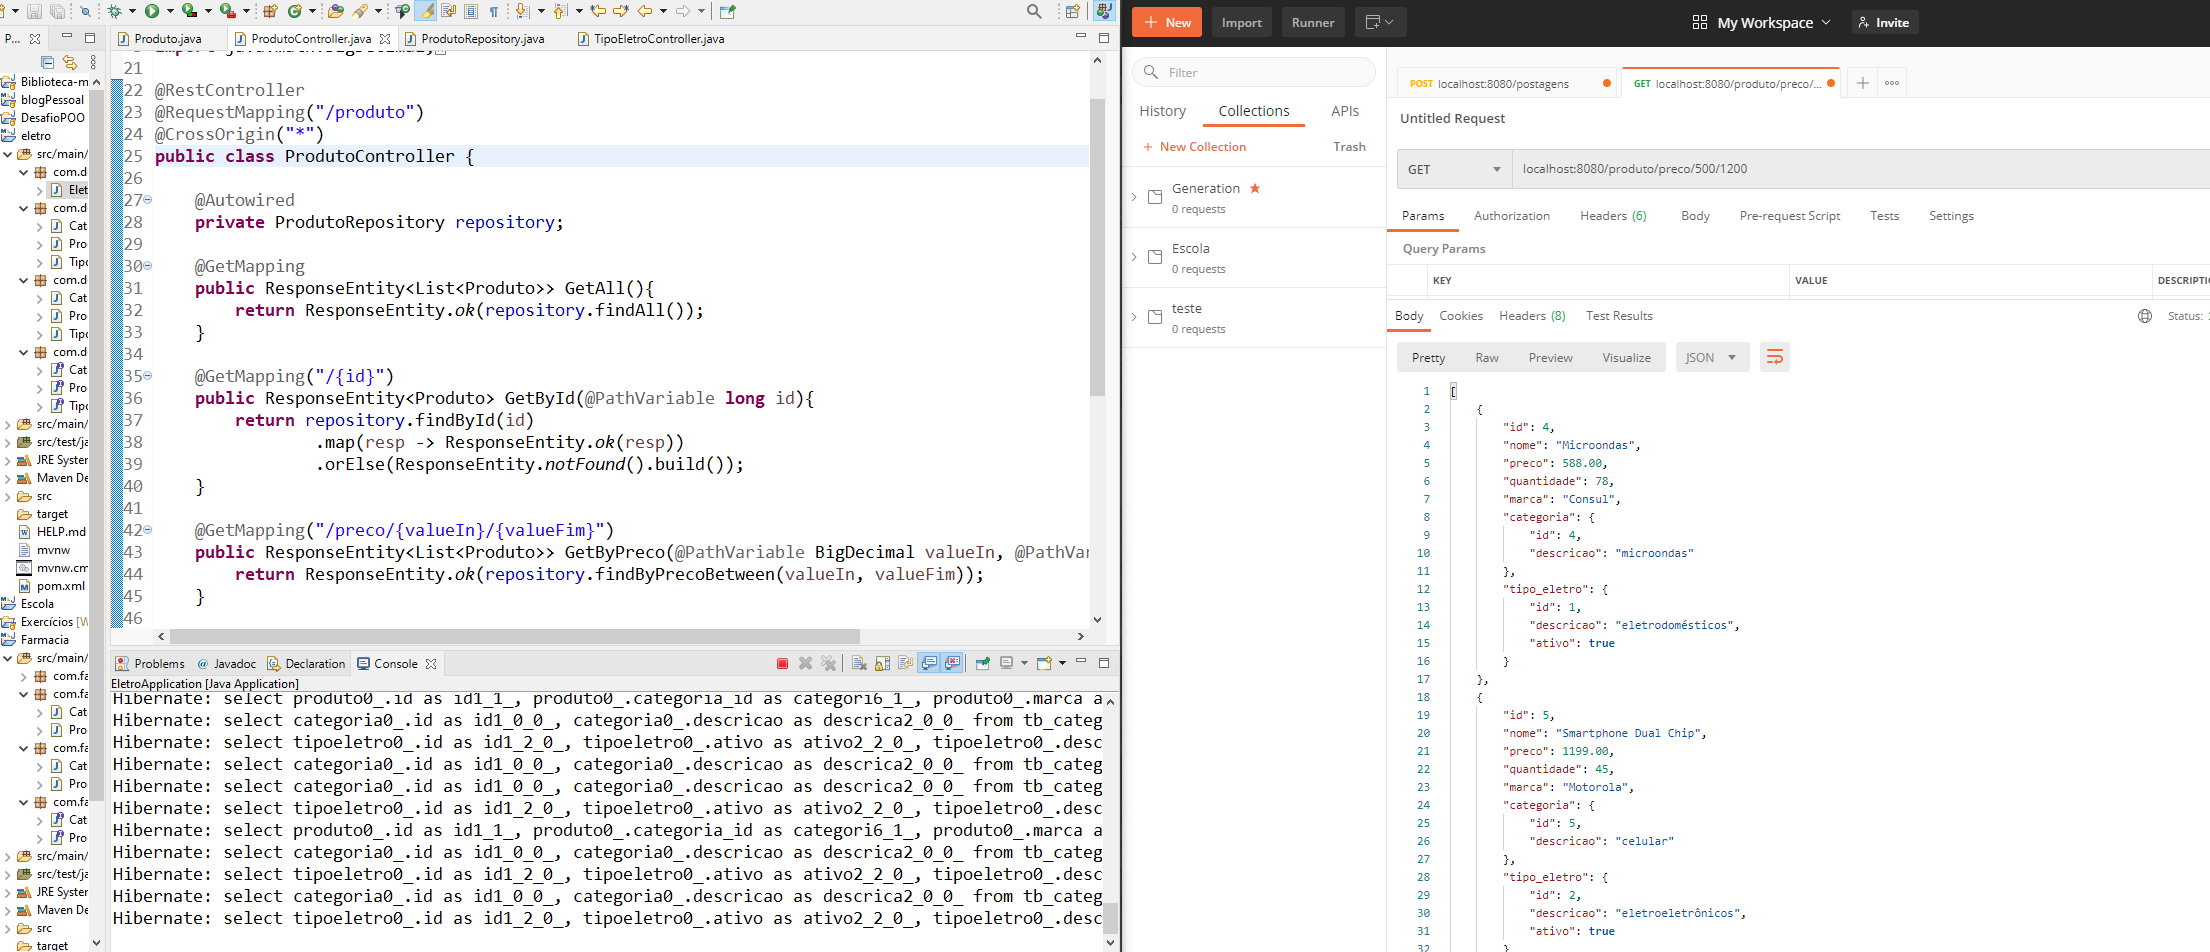 P...
Produto.java
ProdutoController.java
ProdutoRepository.java
TipoEletroController.java
Biblioteca-m
blogPessoal
DesafioPOO
eletro
src/main/
com.d
Elet
com.d
Cat
Pro
Tipo
com.d
Cat
Pro
Tipo
com.d
Cat
Pro
Tipo
src/main/
src/test/ja
JRE System
Maven De
src
target
HELP.md
mvnw
mvnw.cm
pom.xml
Escola
Exercícios [W
Farmacia
src/main/
com.fa
com.fa
Cat
Pro
com.fa
Cat
Pro
com.fa
Cat
Pro
src/main/
src/test/ja
JRE System
Maven De
src
target
21
22 @RestController
23 @RequestMapping("/produto")
24 @CrossOrigin("*")
25 public class ProdutoController {
26
27 @Autowired
28 private ProdutoRepository repository;
29
30 @GetMapping
31 public ResponseEntity<List<Produto>> GetAll(){
32 return ResponseEntity.ok(repository.findAll());
33 }
34
35 @GetMapping("/{id}")
36 public ResponseEntity<Produto> GetById(@PathVariable long id){
37 return repository.findById(id)
38 .map(resp -> ResponseEntity.ok(resp))
39 .orElse(ResponseEntity.notFound().build());
40 }
41
42 @GetMapping("/preco/{valueIn}/{valueFim}")
43 public ResponseEntity<List<Produto>> GetByPreco(@PathVariable BigDecimal valueIn, @PathVar
44 return ResponseEntity.ok(repository.findByPrecoBetween(valueIn, valueFim));
45 }
46
Problems @ Javadoc Declaration Console
EletroApplication [Java Application]
Hibernate: select produto0_.id as id1_1_, produto0_.categoria_id as categori6_1_, produto0_.marca a
Hibernate: select categoria0_.id as id1_0_0_, categoria0_.descricao as descrica2_0_0_ from tb_categ
Hibernate: select tipoeletro0_.id as id1_2_0_, tipoeletro0_.ativo as ativo2_2_0_, tipoeletro0_.desc
Hibernate: select categoria0_.id as id1_0_0_, categoria0_.descricao as descrica2_0_0_ from tb_categ
Hibernate: select categoria0_.id as id1_0_0_, categoria0_.descricao as descrica2_0_0_ from tb_categ
Hibernate: select tipoeletro0_.id as id1_2_0_, tipoeletro0_.ativo as ativo2_2_0_, tipoeletro0_.desc
Hibernate: select produto0_.id as id1_1_, produto0_.categoria_id as categori6_1_, produto0_.marca a
Hibernate: select categoria0_.id as id1_0_0_, categoria0_.descricao as descrica2_0_0_ from tb_categ
Hibernate: select tipoeletro0_.id as id1_2_0_, tipoeletro0_.ativo as ativo2_2_0_, tipoeletro0_.desc
Hibernate: select categoria0_.id as id1_0_0_, categoria0_.descricao as descrica2_0_0_ from tb_categ
Hibernate: select tipoeletro0_.id as id1_2_0_, tipoeletro0_.ativo as ativo2_2_0_, tipoeletro0_.desc
+ New Import Runner My Workspace Invite
Filter
History Collections APIs
+ New Collection Trash
Generation
0 requests
Escola
0 requests
teste
0 requests
POST localhost:8080/postagens GET localhost:8080/produto/preco/...
Untitled Request
GET localhost:8080/produto/preco/500/1200
Params Authorization Headers (6) Body Pre-request Script Tests Settings
Query Params
KEY VALUE DESCRIPTI
Body Cookies Headers (8) Test Results Status:
Pretty Raw Preview Visualize JSON
1 [
2 {
3 "id": 4,
4 "nome": "Microondas",
5 "preco": 588.00,
6 "quantidade": 78,
7 "marca": "Consul",
8 "categoria": {
9 "id": 4,
10 "descricao": "microondas"
11 },
12 "tipo_eletro": {
13 "id": 1,
14 "descricao": "eletrodomésticos",
15 "ativo": true
16 }
17 },
18 {
19 "id": 5,
20 "nome": "Smartphone Dual Chip",
21 "preco": 1199.00,
22 "quantidade": 45,
23 "marca": "Motorola",
24 "categoria": {
25 "id": 5,
26 "descricao": "celular"
27 },
28 "tipo_eletro": {
29 "id": 2,
30 "descricao": "eletroeletrônicos",
31 "ativo": true
32 }